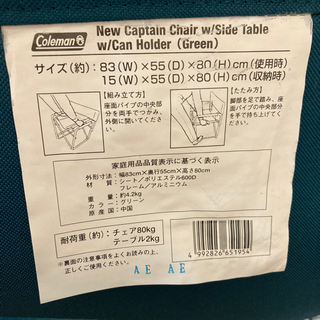 Coleman
New Captain Chair w/Side Table
w/Can Holder (Green)
サイズ(約): 83(W)×55(D)×80(H)cm(使用時)
15(W)×55(D)×80(H)cm(収納時)
【組み立て方】
座面パイプの中央部
分を両手でつかみ、
外側に開いてください。
【たたみ方】
脚部を足で踏み、座
面パイプの中央部分
を手で持ち上げてく
ださい。
家庭用品品質表示に基づく表示
外形寸法:幅83cm×奥行55cm×高さ80cm
材質:シート/ポリエステル600D
フレーム/アルミニウム
重量:約4.2kg
カラー:グリーン
原産国:中国
耐荷重(約):チェア80kg
テーブル2kg
●裏面の注意事項をよくお読みの上、
正しくお使いください。
4 992826 651954
AE AE